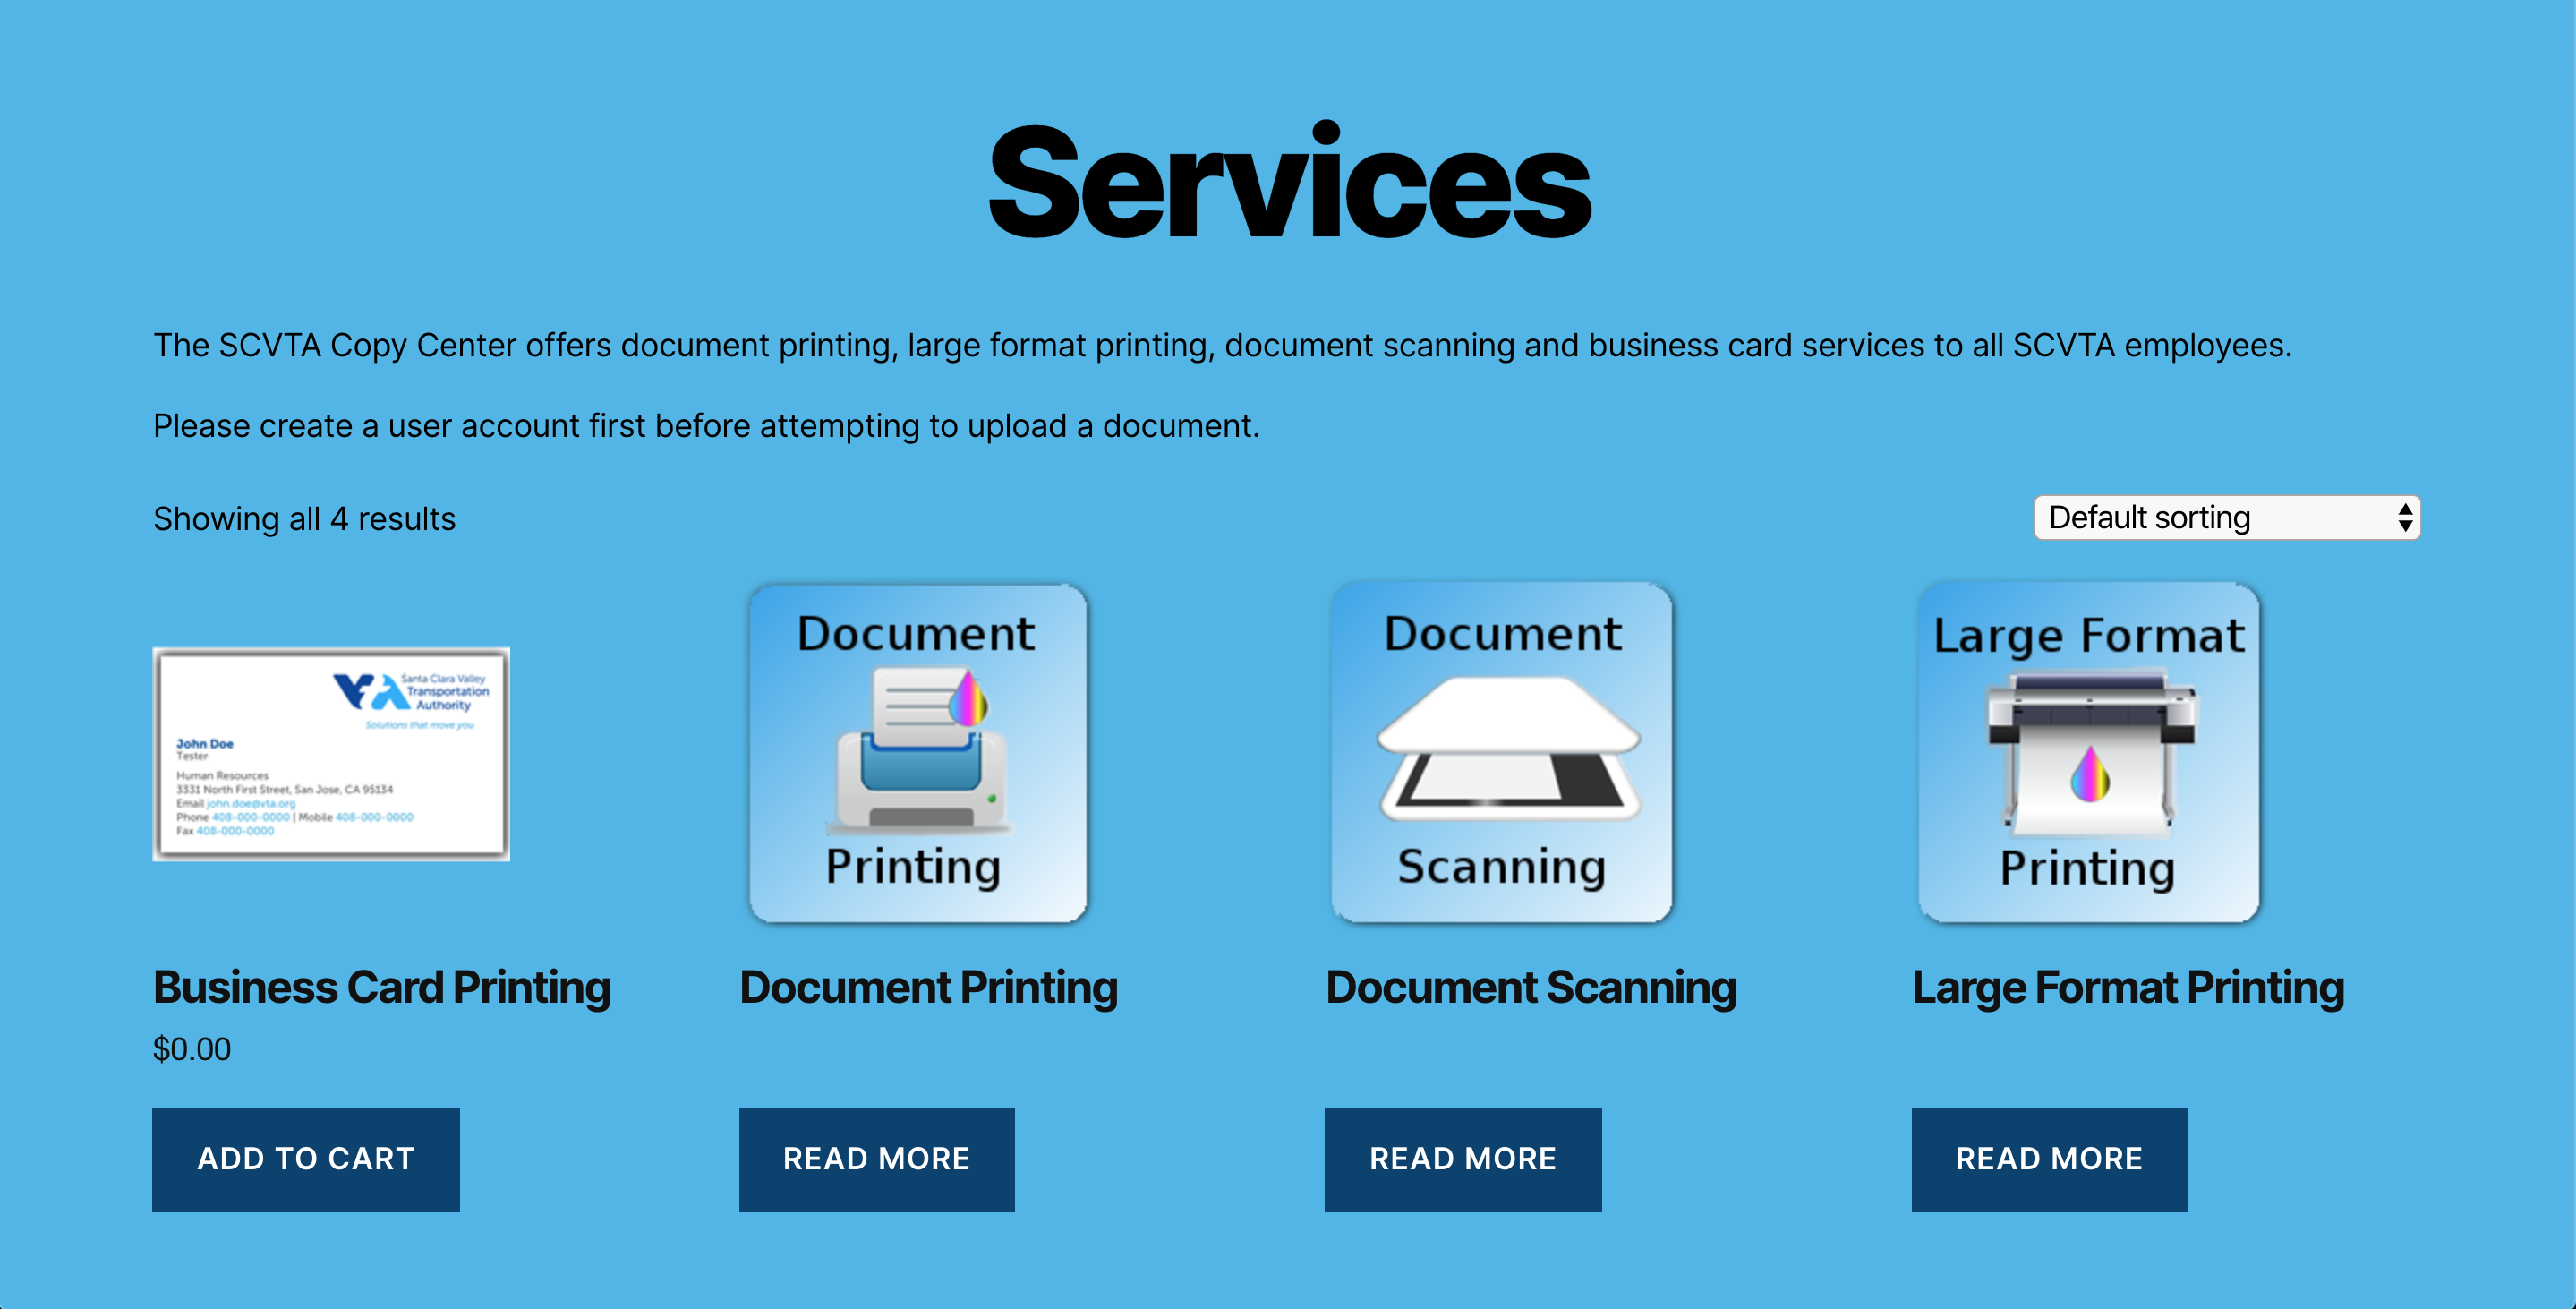 Services
The SCVTA Copy Center offers document printing, large format printing, document scanning and business card services to all SCVTA employees.
Please create a user account first before attempting to upload a document.
Showing all 4 results
Default sorting
Santa Clara Valley
Transportation
Authority
Solutions that move you
John Doe
Tester
Human Resources
3331 North First Street, San Jose, CA 95134
Email john.doe@vta.org
Phone 408-000-0000 | Mobile 408-000-0000
Fax 408-000-0000
Document
Printing
Document
Scanning
Large Format
Printing
Business Card Printing
$0.00
ADD TO CART
Document Printing
READ MORE
Document Scanning
READ MORE
Large Format Printing
READ MORE